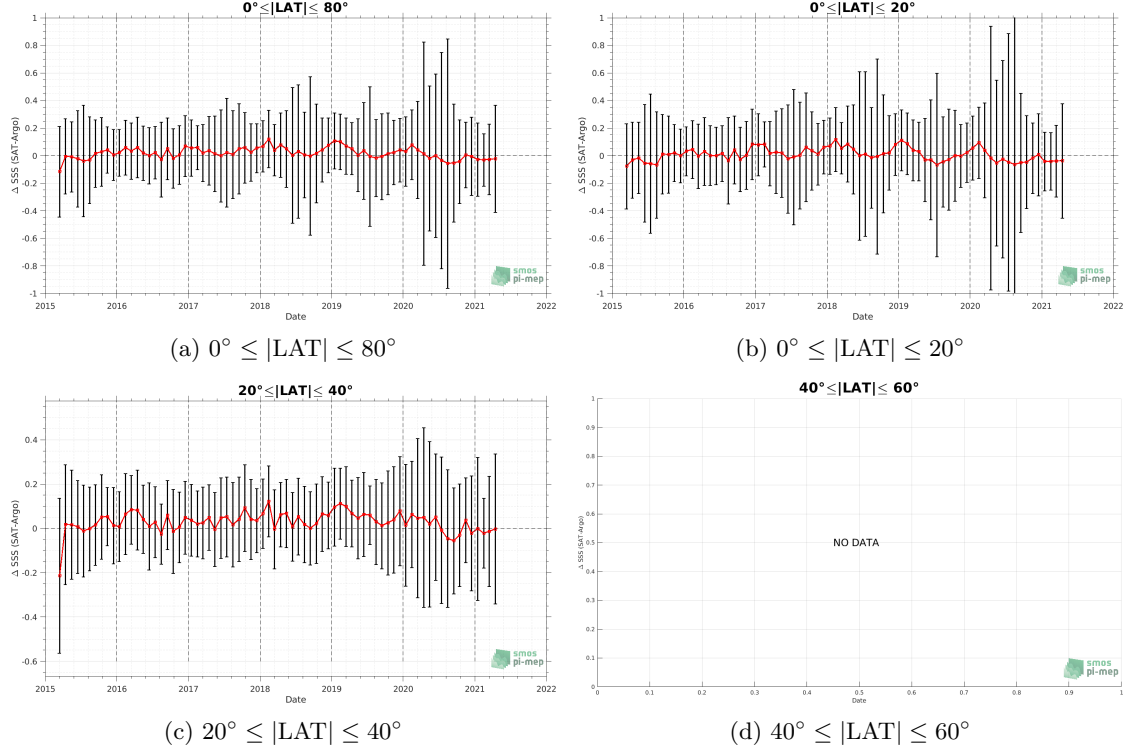 0°≤|LAT|≤ 80°
Δ SSS (SAT-Argo)
1
0.8
0.6
0.4
0.2
0
-0.2
-0.4
-0.6
-0.8
-1
2015 2016 2017 2018 2019 2020 2021 2022
Date
smos
pi-mep
(a) 0° ≤ |LAT| ≤ 80°
0°≤|LAT|≤ 20°
Δ SSS (SAT-Argo)
1
0.8
0.6
0.4
0.2
0
-0.2
-0.4
-0.6
-0.8
-1
2015 2016 2017 2018 2019 2020 2021 2022
Date
smos
pi-mep
(b) 0° ≤ |LAT| ≤ 20°
20°≤|LAT|≤ 40°
Δ SSS (SAT-Argo)
0.4
0.2
0
-0.2
-0.4
-0.6
2015 2016 2017 2018 2019 2020 2021 2022
Date
smos
pi-mep
(c) 20° ≤ |LAT| ≤ 40°
40°≤|LAT|≤ 60°
Δ SSS (SAT-Argo)
1
0.9
0.8
0.7
0.6
0.5
0.4
0.3
0.2
0.1
0
NO DATA
0 0.1 0.2 0.3 0.4 0.5 0.6 0.7 0.8 0.9 1
Date
smos
pi-mep
(d) 40° ≤ |LAT| ≤ 60°